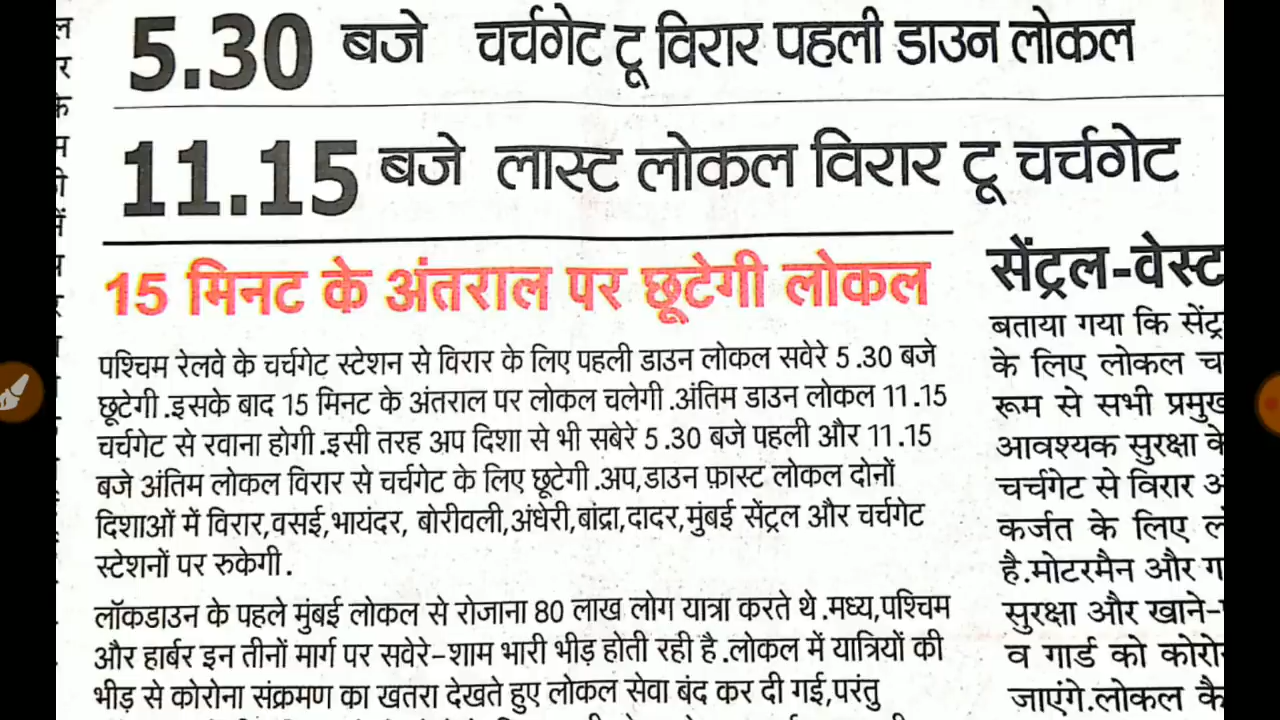 5.30 बजे चर्चगेट टू विरार पहली डाउन लोकल
11.15 बजे लास्ट लोकल विरार टू चर्चगेट
15 मिनट के अंतराल पर छूटेगी लोकल
पश्चिम रेलवे के चर्चगेट स्टेशन से विरार के लिए पहली डाउन लोकल सवेरे 5.30 बजे
छूटेगी.इसके बाद 15 मिनट के अंतराल पर लोकल चलेगी.अंतिम डाउन लोकल 11.15
चर्चगेट से रवाना होगी.इसी तरह अप दिशा से भी सबेरे 5.30 बजे पहली और 11.15
बजे अंतिम लोकल विरार से चर्चगेट के लिए छूटेगी.अप,डाउन फ़ास्ट लोकल दोनों
दिशाओं में विरार,वसई,भायंदर, बोरीवली,अंधेरी,बांद्रा,दादर,मुंबई सेंट्रल और चर्चगेट
स्टेशनों पर रुकेगी.
लॉकडाउन के पहले मुंबई लोकल से रोजाना 80 लाख लोग यात्रा करते थे.मध्य,पश्चिम
और हार्बर इन तीनों मार्ग पर सवेरे-शाम भारी भीड़ होती रही है.लोकल में यात्रियों की
भीड़ से कोरोना संक्रमण का खतरा देखते हुए लोकल सेवा बंद कर दी गई,परंतु
सेंट्रल-वेस्ट
बताया गया कि सेंट्र
के लिए लोकल च
रूम से सभी प्रमुख
आवश्यक सुरक्षा के
चर्चगेट से विरार अ
कर्जत के लिए ल
है.मोटरमैन और ग
सुरक्षा और खाने-
व गार्ड को कोरो
जाएंगे.लोकल कै